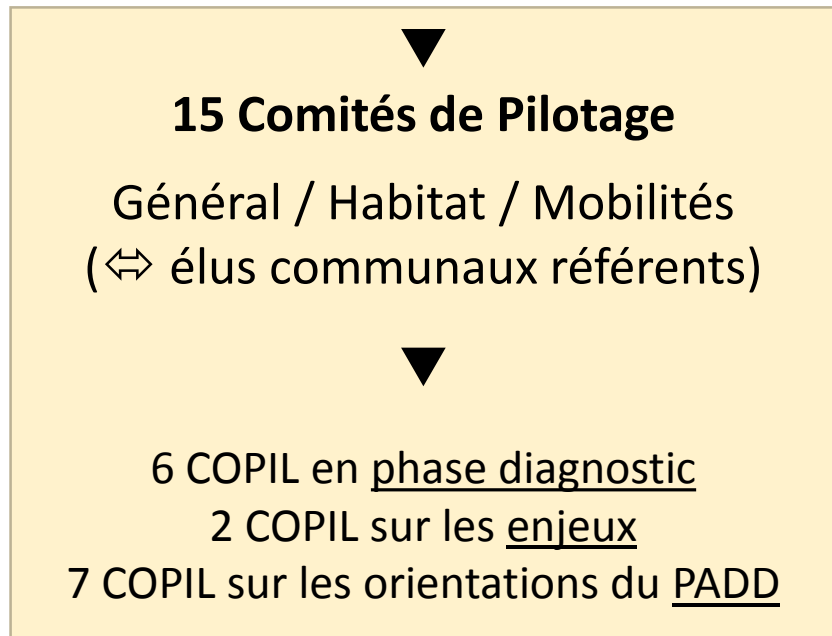 ▼
15 Comités de Pilotage
Général / Habitat / Mobilités
(⇔ élus communaux référents)
▼
6 COPIL en phase diagnostic
2 COPIL sur les enjeux
7 COPIL sur les orientations du PADD